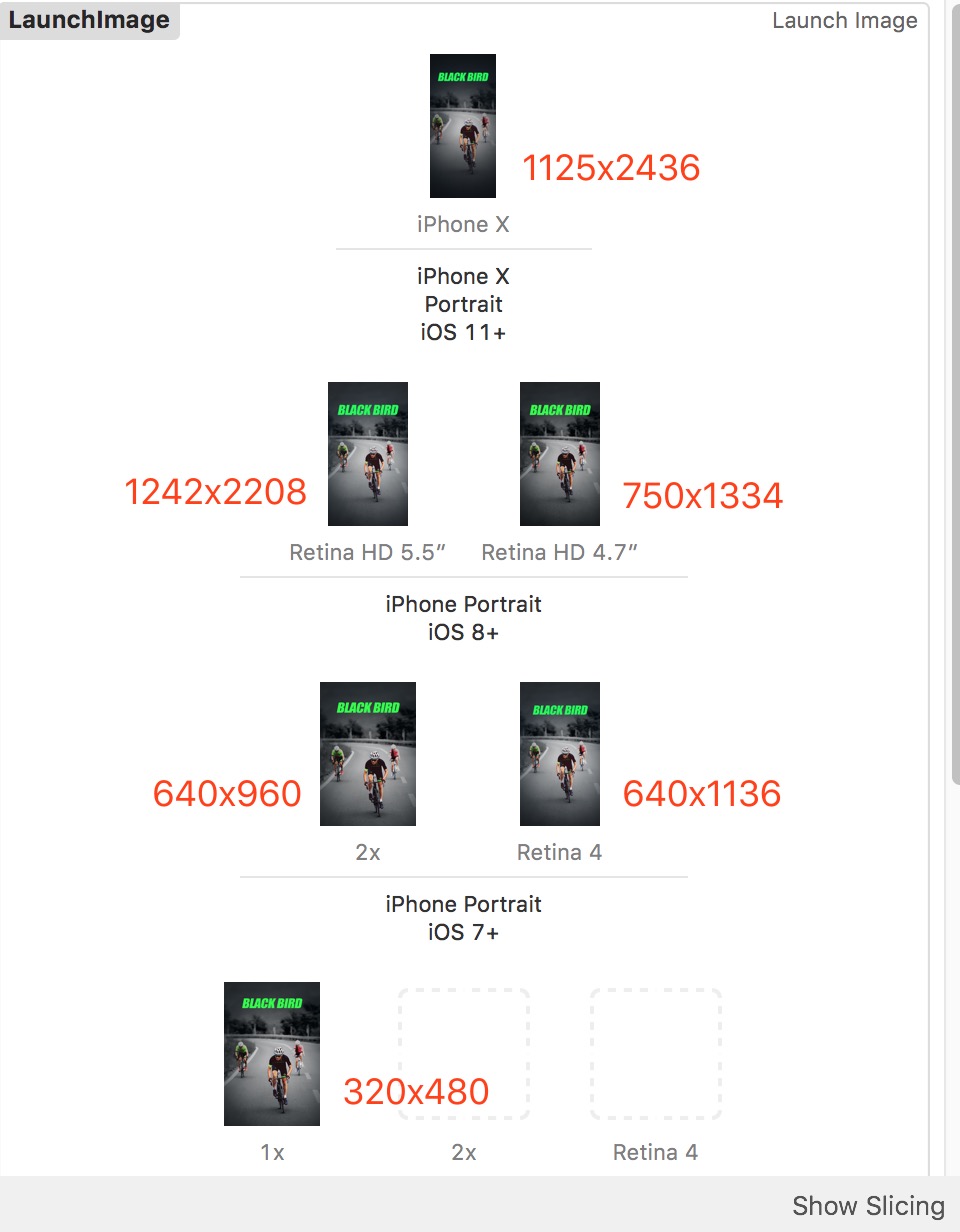 LaunchImage
Launch Image
BLACK BIRD
1125x2436
iPhone X
iPhone X
Portrait
iOS 11+
BLACK BIRD
BLACK BIRD
1242x2208
750x1334
Retina HD 5.5”
Retina HD 4.7”
iPhone Portrait
iOS 8+
BLACK BIRD
BLACK BIRD
640x960
640x1136
2x
Retina 4
iPhone Portrait
iOS 7+
BLACK BIRD
320x480
1x
2x
Retina 4
Show Slicing